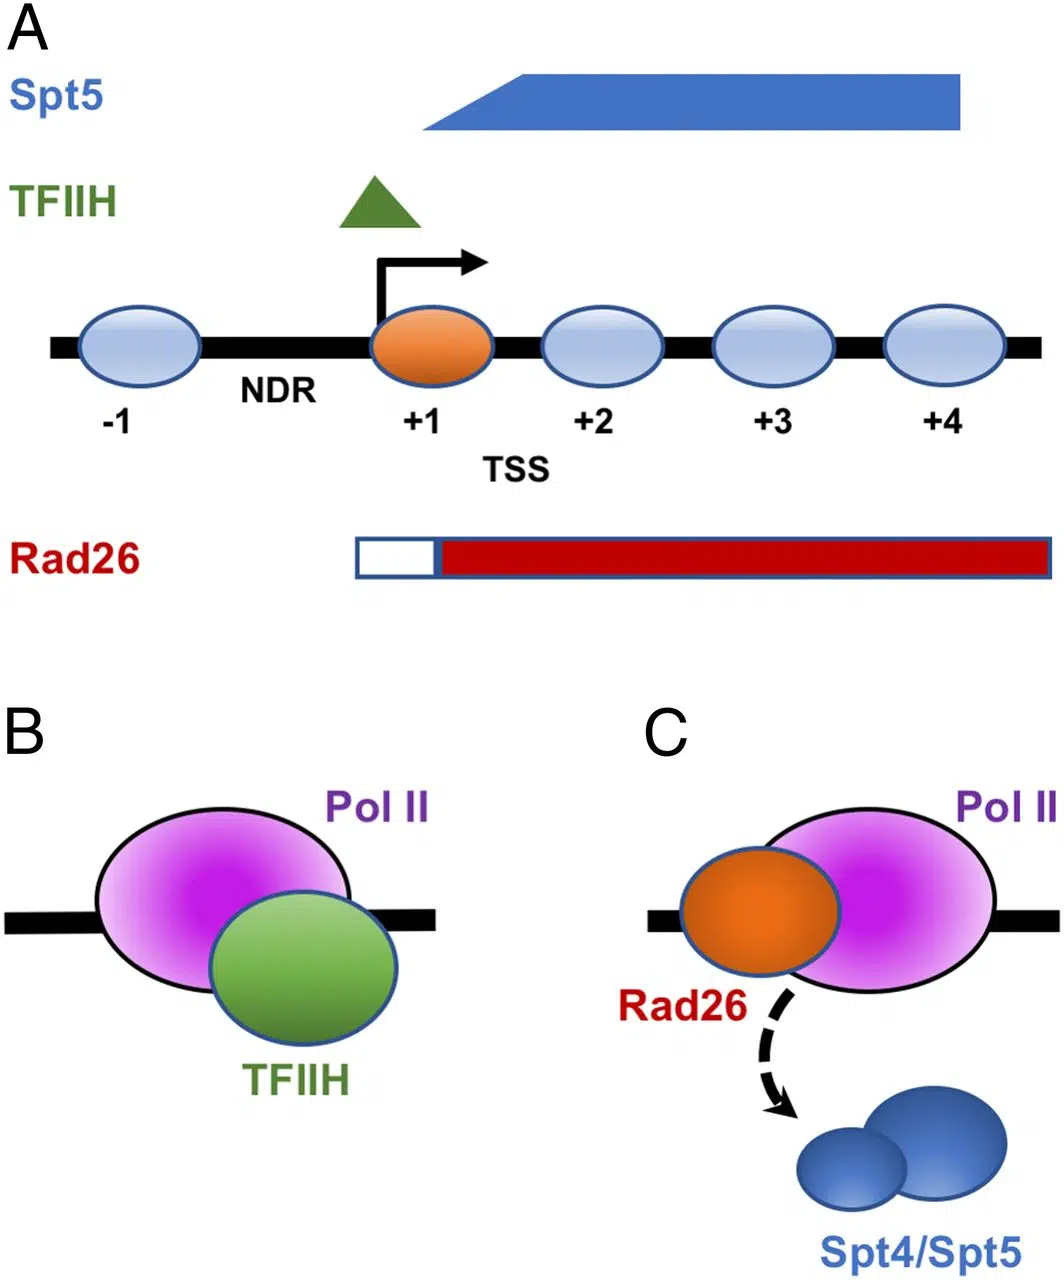 A
Spt5
TFIIH
NDR
-1 +1 +2 +3 +4
TSS
Rad26
B C
Pol II Pol II
Rad26
TFIIH
Spt4/Spt5